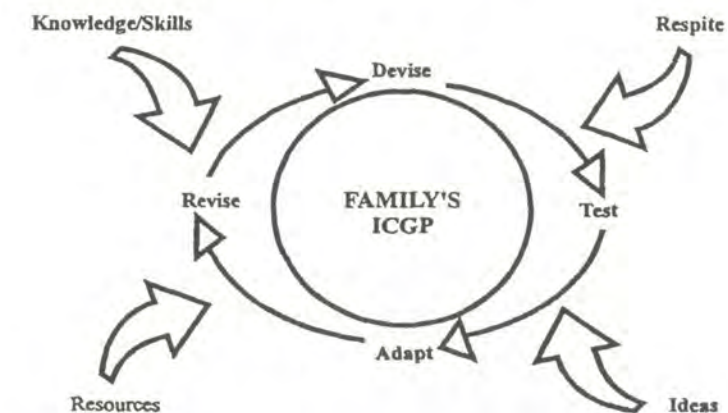 Knowledge/Skills
Respite
Devise
Revise
FAMILY'S
ICGP
Test
Adapt
Resources
Ideas